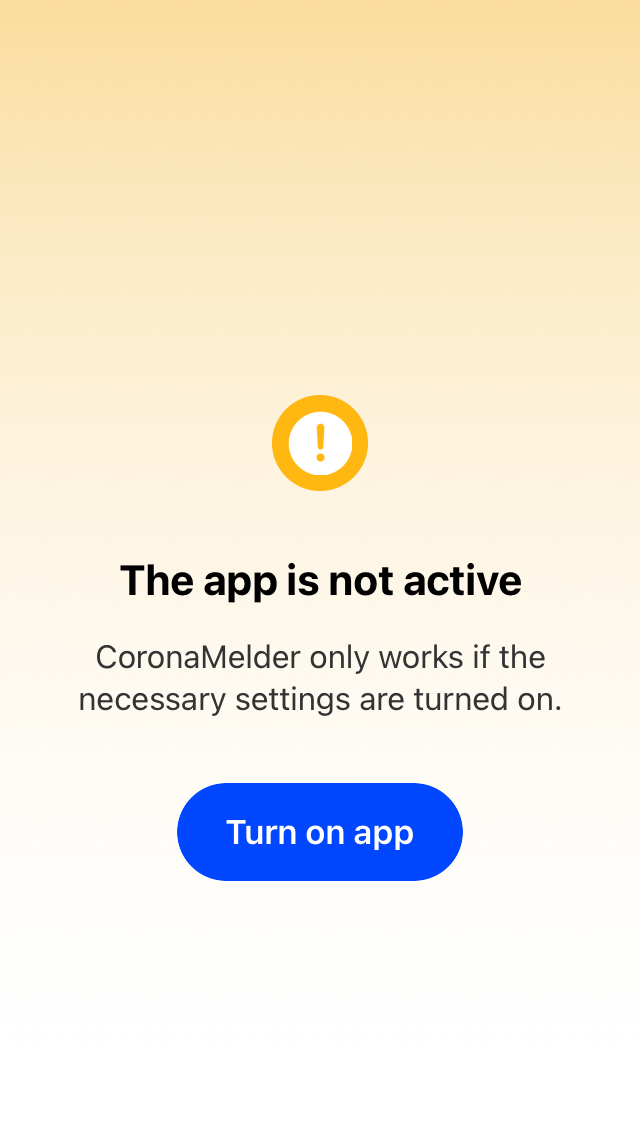 The app is not active
CoronaMelder only works if the
necessary settings are turned on.
Turn on app